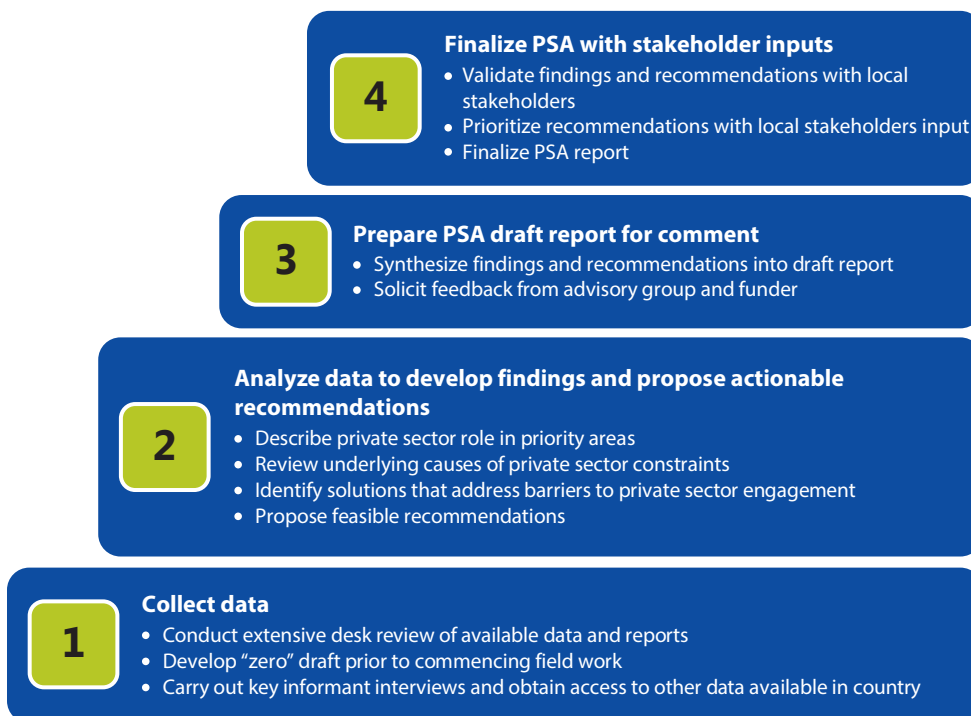 4
Finalize PSA with stakeholder inputs
• Validate findings and recommendations with local
stakeholders
• Prioritize recommendations with local stakeholders input
• Finalize PSA report
3
Prepare PSA draft report for comment
• Synthesize findings and recommendations into draft report
• Solicit feedback from advisory group and funder
2
Analyze data to develop findings and propose actionable
recommendations
• Describe private sector role in priority areas
• Review underlying causes of private sector constraints
• Identify solutions that address barriers to private sector engagement
• Propose feasible recommendations
1
Collect data
• Conduct extensive desk review of available data and reports
• Develop “zero” draft prior to commencing field work
• Carry out key informant interviews and obtain access to other data available in country